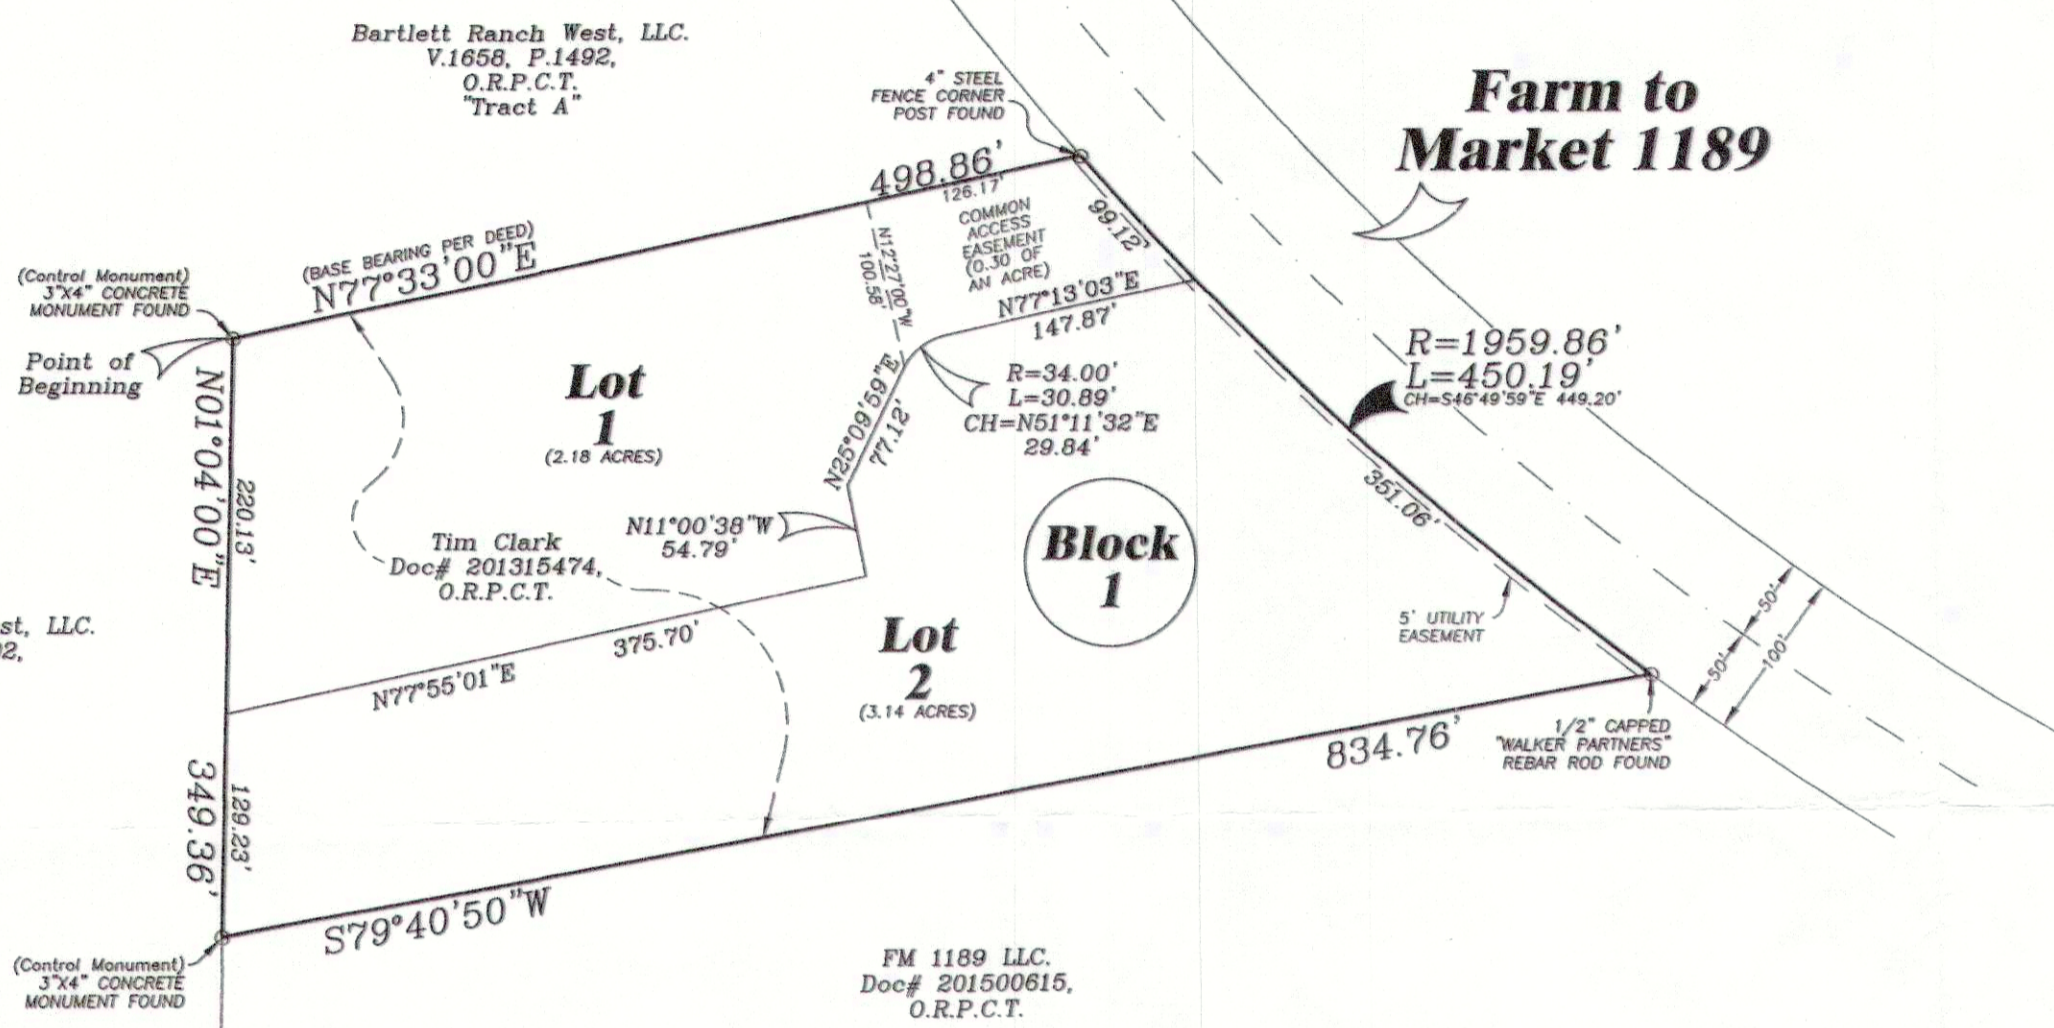 Bartlett Ranch West, LLC.
V.1658, P.1492,
O.R.P.C.T.
"Tract A"
4" STEEL
FENCE CORNER
POST FOUND
Farm to
Market 1189
498.86'
126.17'
COMMON
ACCESS
EASEMENT
(0.30 OF
AN ACRE)
99.12'
(BASE BEARING PER DEED)
N77°33'00"E
(Control Monument)
3"X4" CONCRETE
MONUMENT FOUND
Point of
Beginning
N12°27'00"W
100.58'
N77°13'03"E
147.87'
R=1959.86'
L=450.19'
CH=S46°49'59"E 449.20'
Lot
1
(2.18 ACRES)
R=34.00'
L=30.89'
CH=N51°11'32"E
29.84'
N25°09'59"E
77.12'
N01°04'00"E
220.13'
351.06'
N11°00'38"W
54.79'
Tim Clark
Doc# 201315474,
O.R.P.C.T.
Block
1
st, LLC.
2,
375.70'
N77°55'01"E
Lot
2
(3.14 ACRES)
5' UTILITY
EASEMENT
50'
50'
100'
1/2" CAPPED
"WALKER PARTNERS"
REBAR ROD FOUND
834.76'
349.36'
129.23'
S79°40'50"W
(Control Monument)
3"X4" CONCRETE
MONUMENT FOUND
FM 1189 LLC.
Doc# 201500615,
O.R.P.C.T.